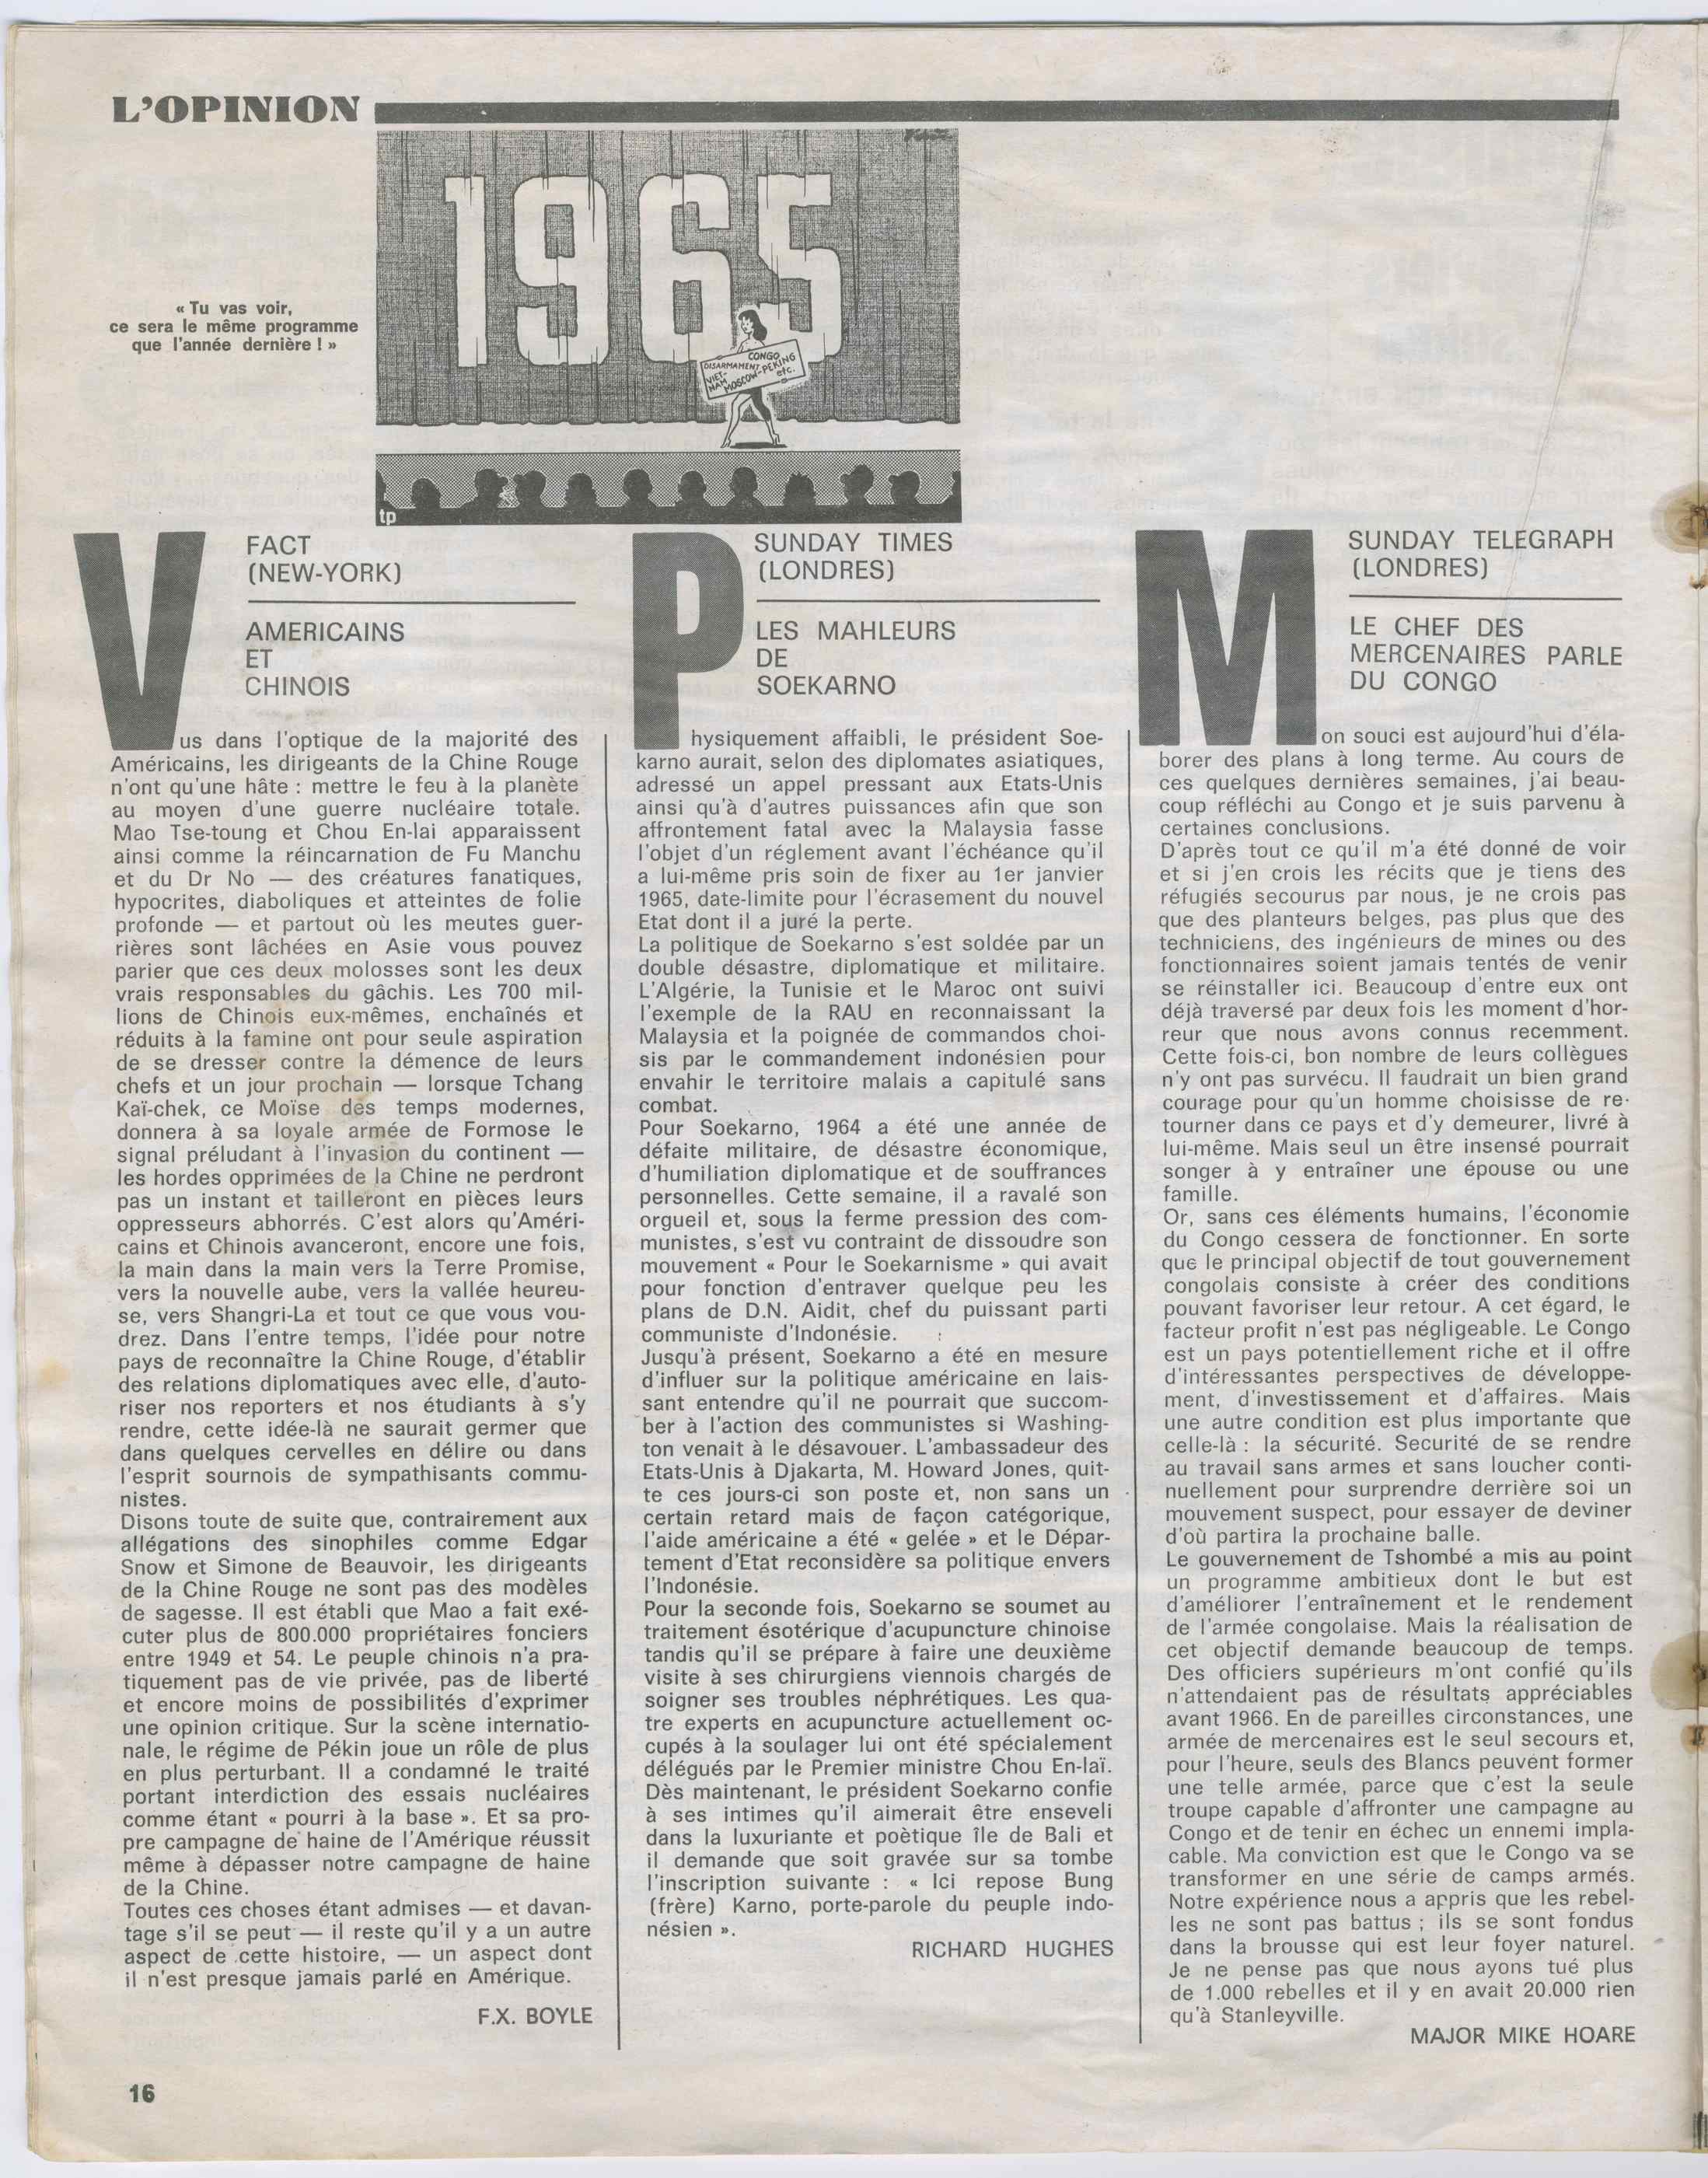 L'OPINION
« Tu vas voir,
ce sera le même programme
que l'année dernière ! »
1965
CONGO
DISARMAMENT
VIET-
NAM
MOSCOW-PEKING
etc.
tp
FACT
(NEW-YORK)
AMERICAINS
ET
CHINOIS
Vus dans l'optique de la majorité des
Américains, les dirigeants de la Chine Rouge
n'ont qu'une hâte : mettre le feu à la planète
au moyen d'une guerre nucléaire totale.
Mao Tse-toung et Chou En-lai apparaissent
ainsi comme la réincarnation de Fu Manchu
et du Dr No — des créatures fanatiques,
hypocrites, diaboliques et atteintes de folie
profonde — et partout où les meutes guer-
rières sont lâchées en Asie vous pouvez
parier que ces deux molosses sont les deux
vrais responsables du gâchis. Les 700 mil-
lions de Chinois eux-mêmes, enchaînés et
réduits à la famine ont pour seule aspiration
de se dresser contre la démence de leurs
chefs et un jour prochain — lorsque Tchang
Kaï-chek, ce Moïse des temps modernes,
donnera à sa loyale armée de Formose le
signal préludant à l'invasion du continent —
les hordes opprimées de la Chine ne perdront
pas un instant et tailleront en pièces leurs
oppresseurs abhorrés. C'est alors qu'Améri-
cains et Chinois avanceront, encore une fois,
la main dans la main vers la Terre Promise,
vers la nouvelle aube, vers la vallée heureu-
se, vers Shangri-La et tout ce que vous vou-
drez. Dans l'entre temps, l'idée pour notre
pays de reconnaître la Chine Rouge, d'établir
des relations diplomatiques avec elle, d'auto-
riser nos reporters et nos étudiants à s'y
rendre, cette idée-là ne saurait germer que
dans quelques cervelles en délire ou dans
l'esprit sournois de sympathisants commu-
nistes.
Disons toute de suite que, contrairement aux
allégations des sinophiles comme Edgar
Snow et Simone de Beauvoir, les dirigeants
de la Chine Rouge ne sont pas des modèles
de sagesse. Il est établi que Mao a fait exé-
cuter plus de 800.000 propriétaires fonciers
entre 1949 et 54. Le peuple chinois n'a pra-
tiquement pas de vie privée, pas de liberté
et encore moins de possibilités d'exprimer
une opinion critique. Sur la scène internatio-
nale, le régime de Pékin joue un rôle de plus
en plus perturbant. Il a condamné le traité
portant interdiction des essais nucléaires
comme étant « pourri à la base ». Et sa pro-
pre campagne de haine de l'Amérique réussit
même à dépasser notre campagne de haine
de la Chine.
Toutes ces choses étant admises — et davan-
tage s'il se peut — il reste qu'il y a un autre
aspect de cette histoire, — un aspect dont
il n'est presque jamais parlé en Amérique.
F.X. BOYLE
SUNDAY TIMES
(LONDRES)
LES MAHLEURS
DE
SOEKARNO
Physiquement affaibli, le président Soe-
karno aurait, selon des diplomates asiatiques,
adressé un appel pressant aux Etats-Unis
ainsi qu'à d'autres puissances afin que son
affrontement fatal avec la Malaysia fasse
l'objet d'un réglement avant l'échéance qu'il
a lui-même pris soin de fixer au 1er janvier
1965, date-limite pour l'écrasement du nouvel
Etat dont il a juré la perte.
La politique de Soekarno s'est soldée par un
double désastre, diplomatique et militaire.
L'Algérie, la Tunisie et le Maroc ont suivi
l'exemple de la RAU en reconnaissant la
Malaysia et la poignée de commandos choi-
sis par le commandement indonésien pour
envahir le territoire malais a capitulé sans
combat.
Pour Soekarno, 1964 a été une année de
défaite militaire, de désastre économique,
d'humiliation diplomatique et de souffrances
personnelles. Cette semaine, il a ravalé son
orgueil et, sous la ferme pression des com-
munistes, s'est vu contraint de dissoudre son
mouvement « Pour le Soekarnisme » qui avait
pour fonction d'entraver quelque peu les
plans de D.N. Aidit, chef du puissant parti
communiste d'Indonésie.
Jusqu'à présent, Soekarno a été en mesure
d'influer sur la politique américaine en lais-
sant entendre qu'il ne pourrait que succom-
ber à l'action des communistes si Washing-
ton venait à le désavouer. L'ambassadeur des
Etats-Unis à Djakarta, M. Howard Jones, quit-
te ces jours-ci son poste et, non sans un
certain retard mais de façon catégorique,
l'aide américaine a été « gelée » et le Dépar-
tement d'Etat reconsidère sa politique envers
l'Indonésie.
Pour la seconde fois, Soekarno se soumet au
traitement ésotérique d'acupuncture chinoise
tandis qu'il se prépare à faire une deuxième
visite à ses chirurgiens viennois chargés de
soigner ses troubles néphrétiques. Les qua-
tre experts en acupuncture actuellement oc-
cupés à la soulager lui ont été spécialement
délégués par le Premier ministre Chou En-laï.
Dès maintenant, le président Soekarno confie
à ses intimes qu'il aimerait être enseveli
dans la luxuriante et poètique île de Bali et
il demande que soit gravée sur sa tombe
l'inscription suivante : « Ici repose Bung
(frère) Karno, porte-parole du peuple indo-
nésien ».
RICHARD HUGHES
SUNDAY TELEGRAPH
(LONDRES)
LE CHEF DES
MERCENAIRES PARLE
DU CONGO
Mon souci est aujourd'hui d'éla-
borer des plans à long terme. Au cours de
ces quelques dernières semaines, j'ai beau-
coup réfléchi au Congo et je suis parvenu à
certaines conclusions.
D'après tout ce qu'il m'a été donné de voir
et si j'en crois les récits que je tiens des
réfugiés secourus par nous, je ne crois pas
que des planteurs belges, pas plus que des
techniciens, des ingénieurs de mines ou des
fonctionnaires soient jamais tentés de venir
se réinstaller ici. Beaucoup d'entre eux ont
déjà traversé par deux fois les moment d'hor-
reur que nous avons connus recemment.
Cette fois-ci, bon nombre de leurs collègues
n'y ont pas survécu. Il faudrait un bien grand
courage pour qu'un homme choisisse de re-
tourner dans ce pays et d'y demeurer, livré à
lui-même. Mais seul un être insensé pourrait
songer à y entraîner une épouse ou une
famille.
Or, sans ces éléments humains, l'économie
du Congo cessera de fonctionner. En sorte
que le principal objectif de tout gouvernement
congolais consiste à créer des conditions
pouvant favoriser leur retour. A cet égard, le
facteur profit n'est pas négligeable. Le Congo
est un pays potentiellement riche et il offre
d'intéressantes perspectives de développe-
ment, d'investissement et d'affaires. Mais
une autre condition est plus importante que
celle-là : la sécurité. Securité de se rendre
au travail sans armes et sans loucher conti-
nuellement pour surprendre derrière soi un
mouvement suspect, pour essayer de deviner
d'où partira la prochaine balle.
Le gouvernement de Tshombé a mis au point
un programme ambitieux dont le but est
d'améliorer l'entraînement et le rendement
de l'armée congolaise. Mais la réalisation de
cet objectif demande beaucoup de temps.
Des officiers supérieurs m'ont confié qu'ils
n'attendaient pas de résultats appréciables
avant 1966. En de pareilles circonstances, une
armée de mercenaires est le seul secours et,
pour l'heure, seuls des Blancs peuvent former
une telle armée, parce que c'est la seule
troupe capable d'affronter une campagne au
Congo et de tenir en échec un ennemi impla-
cable. Ma conviction est que le Congo va se
transformer en une série de camps armés.
Notre expérience nous a appris que les rebel-
les ne sont pas battus ; ils se sont fondus
dans la brousse qui est leur foyer naturel.
Je ne pense pas que nous ayons tué plus
de 1.000 rebelles et il y en avait 20.000 rien
qu'à Stanleyville.
MAJOR MIKE HOARE
16